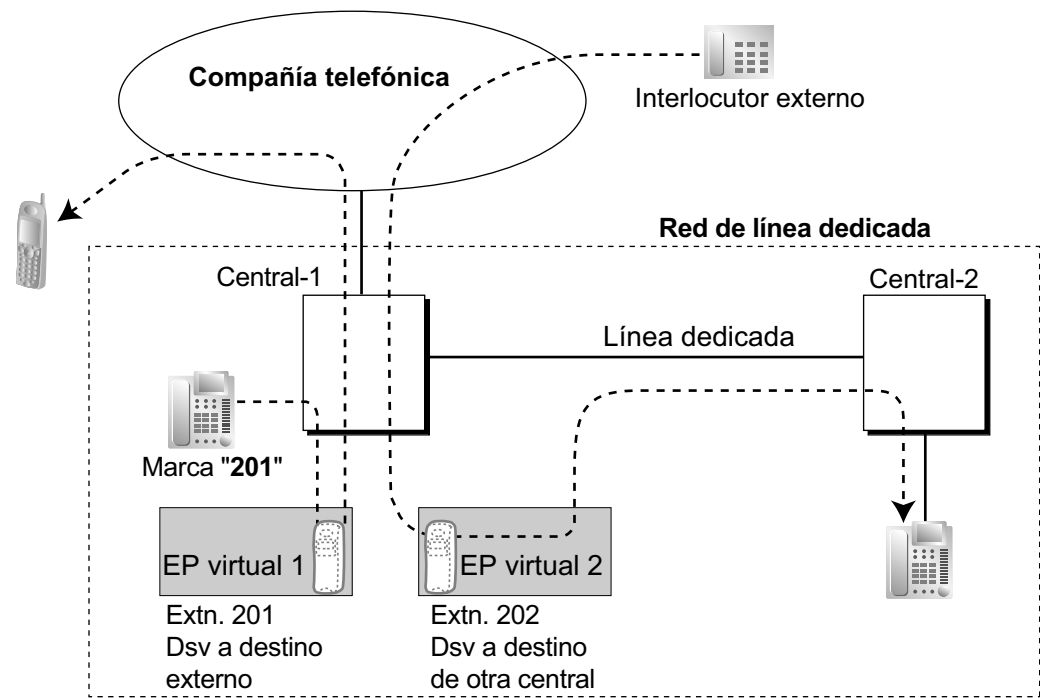 Compañía telefónica
Interlocutor externo
Red de línea dedicada
Central-1
Central-2
Línea dedicada
Marca "201"
EP virtual 1
EP virtual 2
Extn. 201
Dsv a destino
externo
Extn. 202
Dsv a destino
de otra central